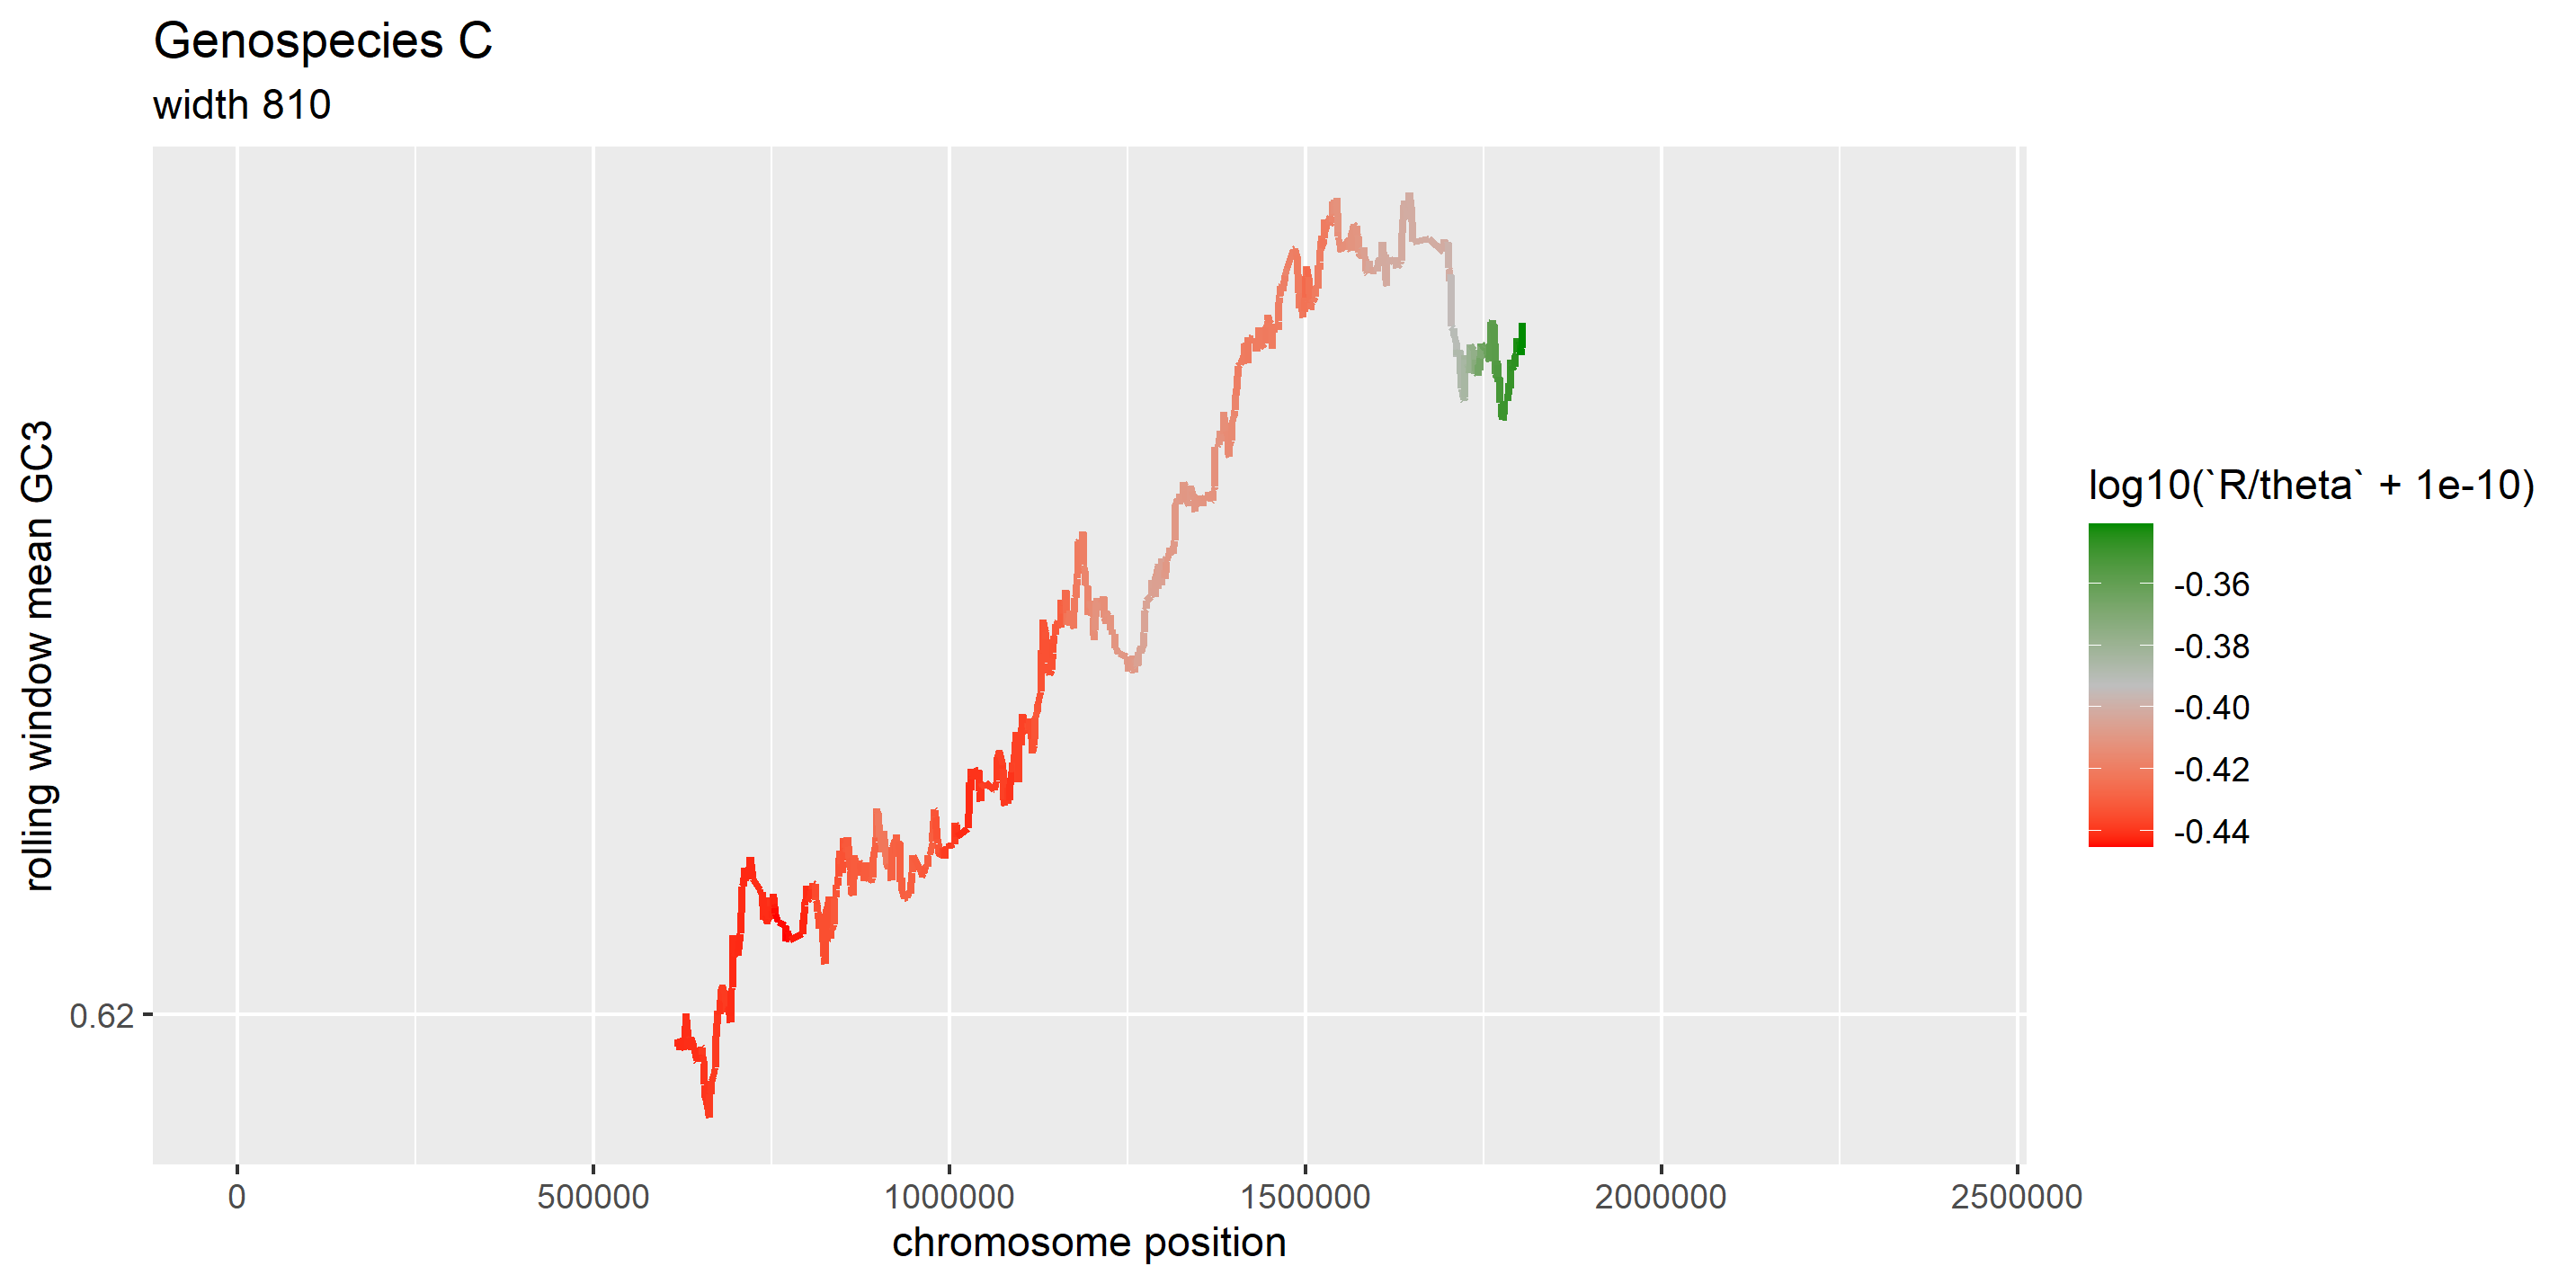 Genospecies C
width 810
rolling window mean GC3
0.62
0
500000
1000000
1500000
2000000
2500000
chromosome position
log10(`R/theta` + 1e-10)
-0.36
-0.38
-0.40
-0.42
-0.44